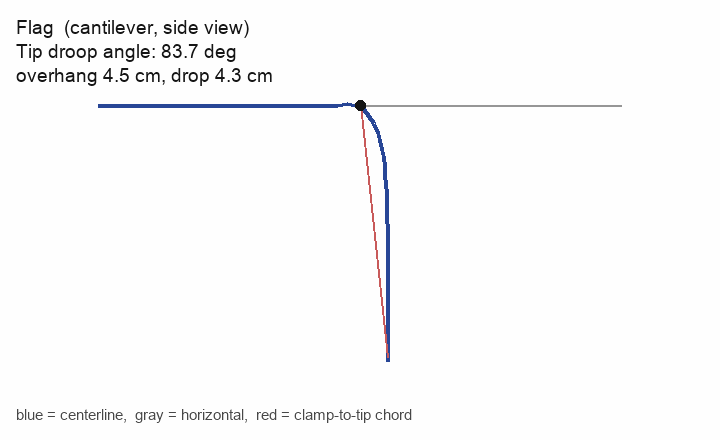 Flag  (cantilever, side view)
Tip droop angle: 83.7 deg
overhang 4.5 cm, drop 4.3 cm
blue = centerline,  gray = horizontal,  red = clamp-to-tip chord